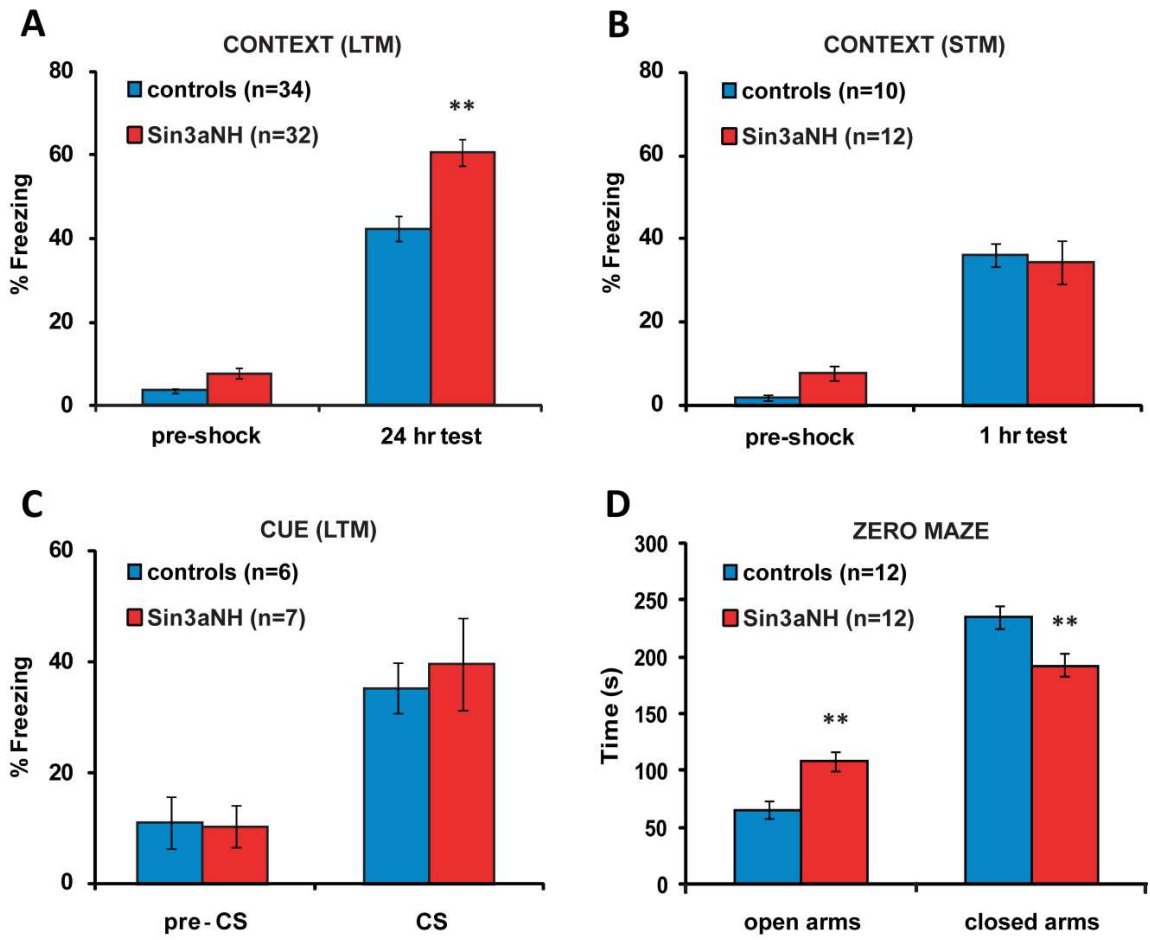 A
CONTEXT (LTM)
controls (n=34)
Sin3aNH (n=32)
**
% Freezing
80
60
40
20
0
pre-shock
24 hr test
B
CONTEXT (STM)
controls (n=10)
Sin3aNH (n=12)
% Freezing
80
60
40
20
0
pre-shock
1 hr test
C
CUE (LTM)
controls (n=6)
Sin3aNH (n=7)
% Freezing
60
40
20
0
pre-CS
CS
D
ZERO MAZE
controls (n=12)
Sin3aNH (n=12)
**
**
Time (s)
300
250
200
150
100
50
0
open arms
closed arms